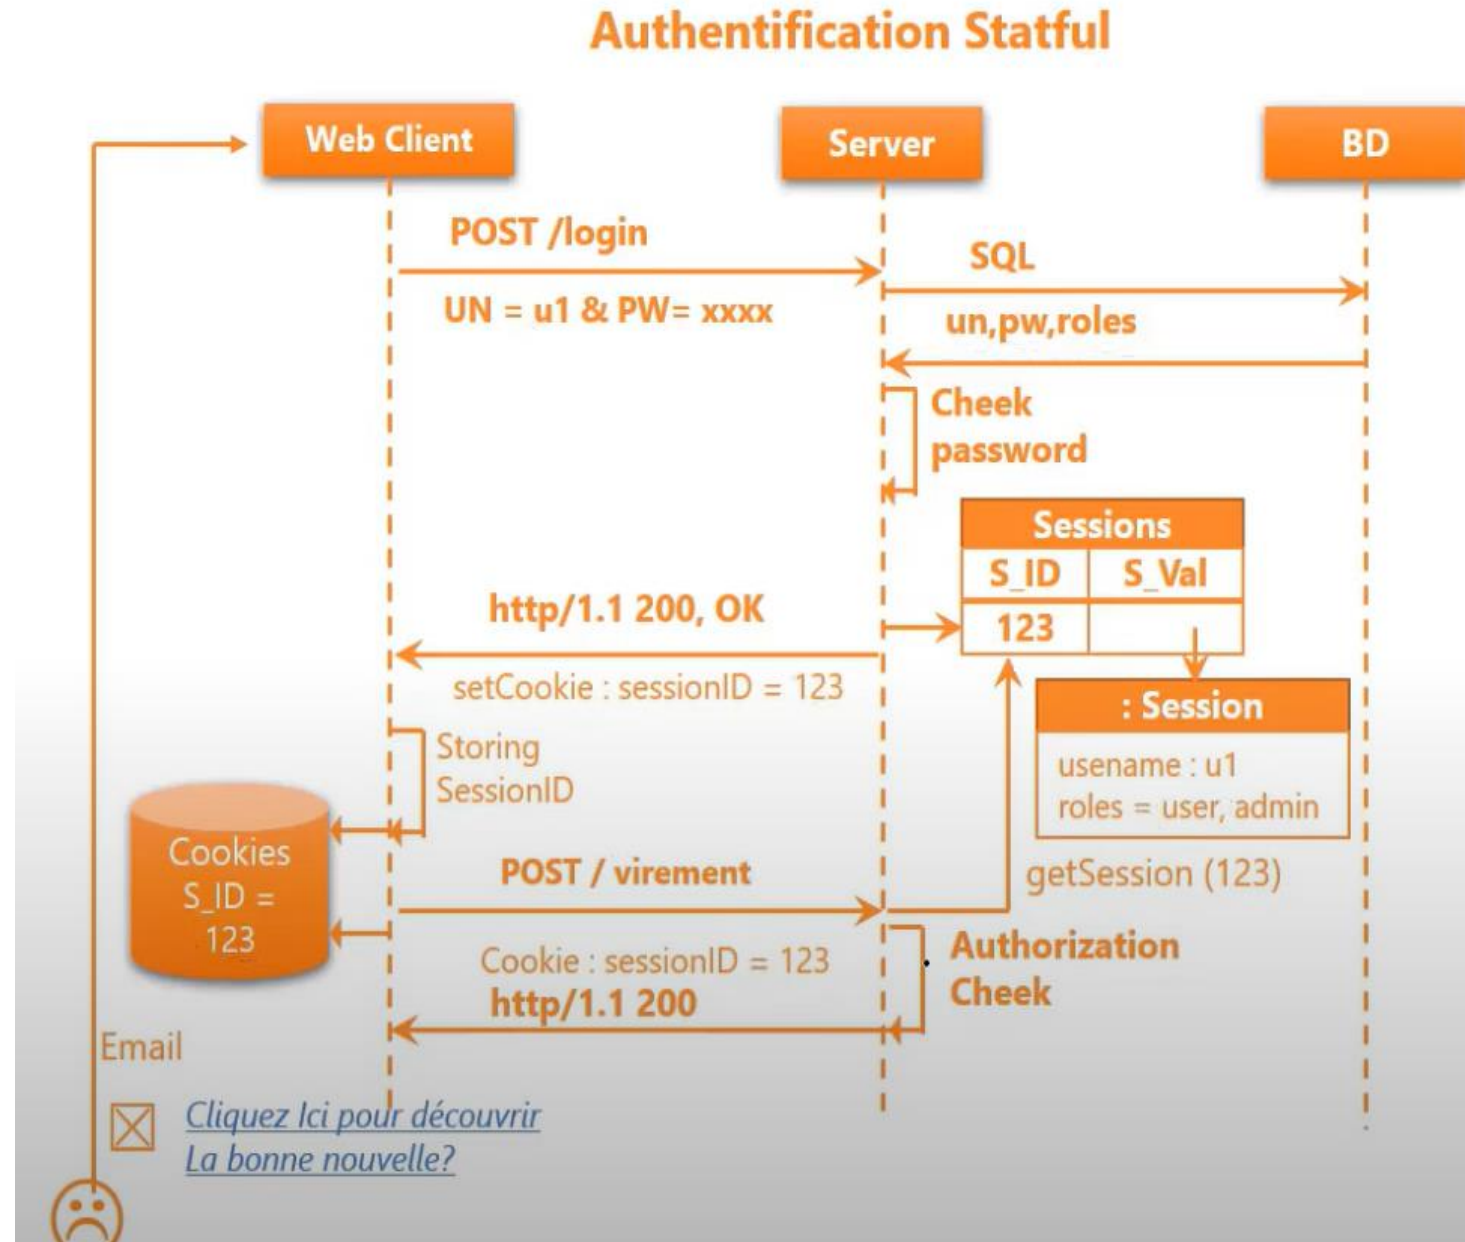 Authentification Statful
Web Client
Server
BD
POST /login
SQL
UN = u1 & PW= xxxx
un,pw,roles
Cheek
password
Sessions
S_ID
S_Val
http/1.1 200, OK
123
setCookie : sessionID = 123
: Session
Storing
SessionID
usename : u1
roles = user, admin
Cookies
S_ID =
123
POST / virement
getSession (123)
Cookie : sessionID = 123
Authorization
Cheek
http/1.1 200
Email
Cliquez Ici pour découvrir
La bonne nouvelle?